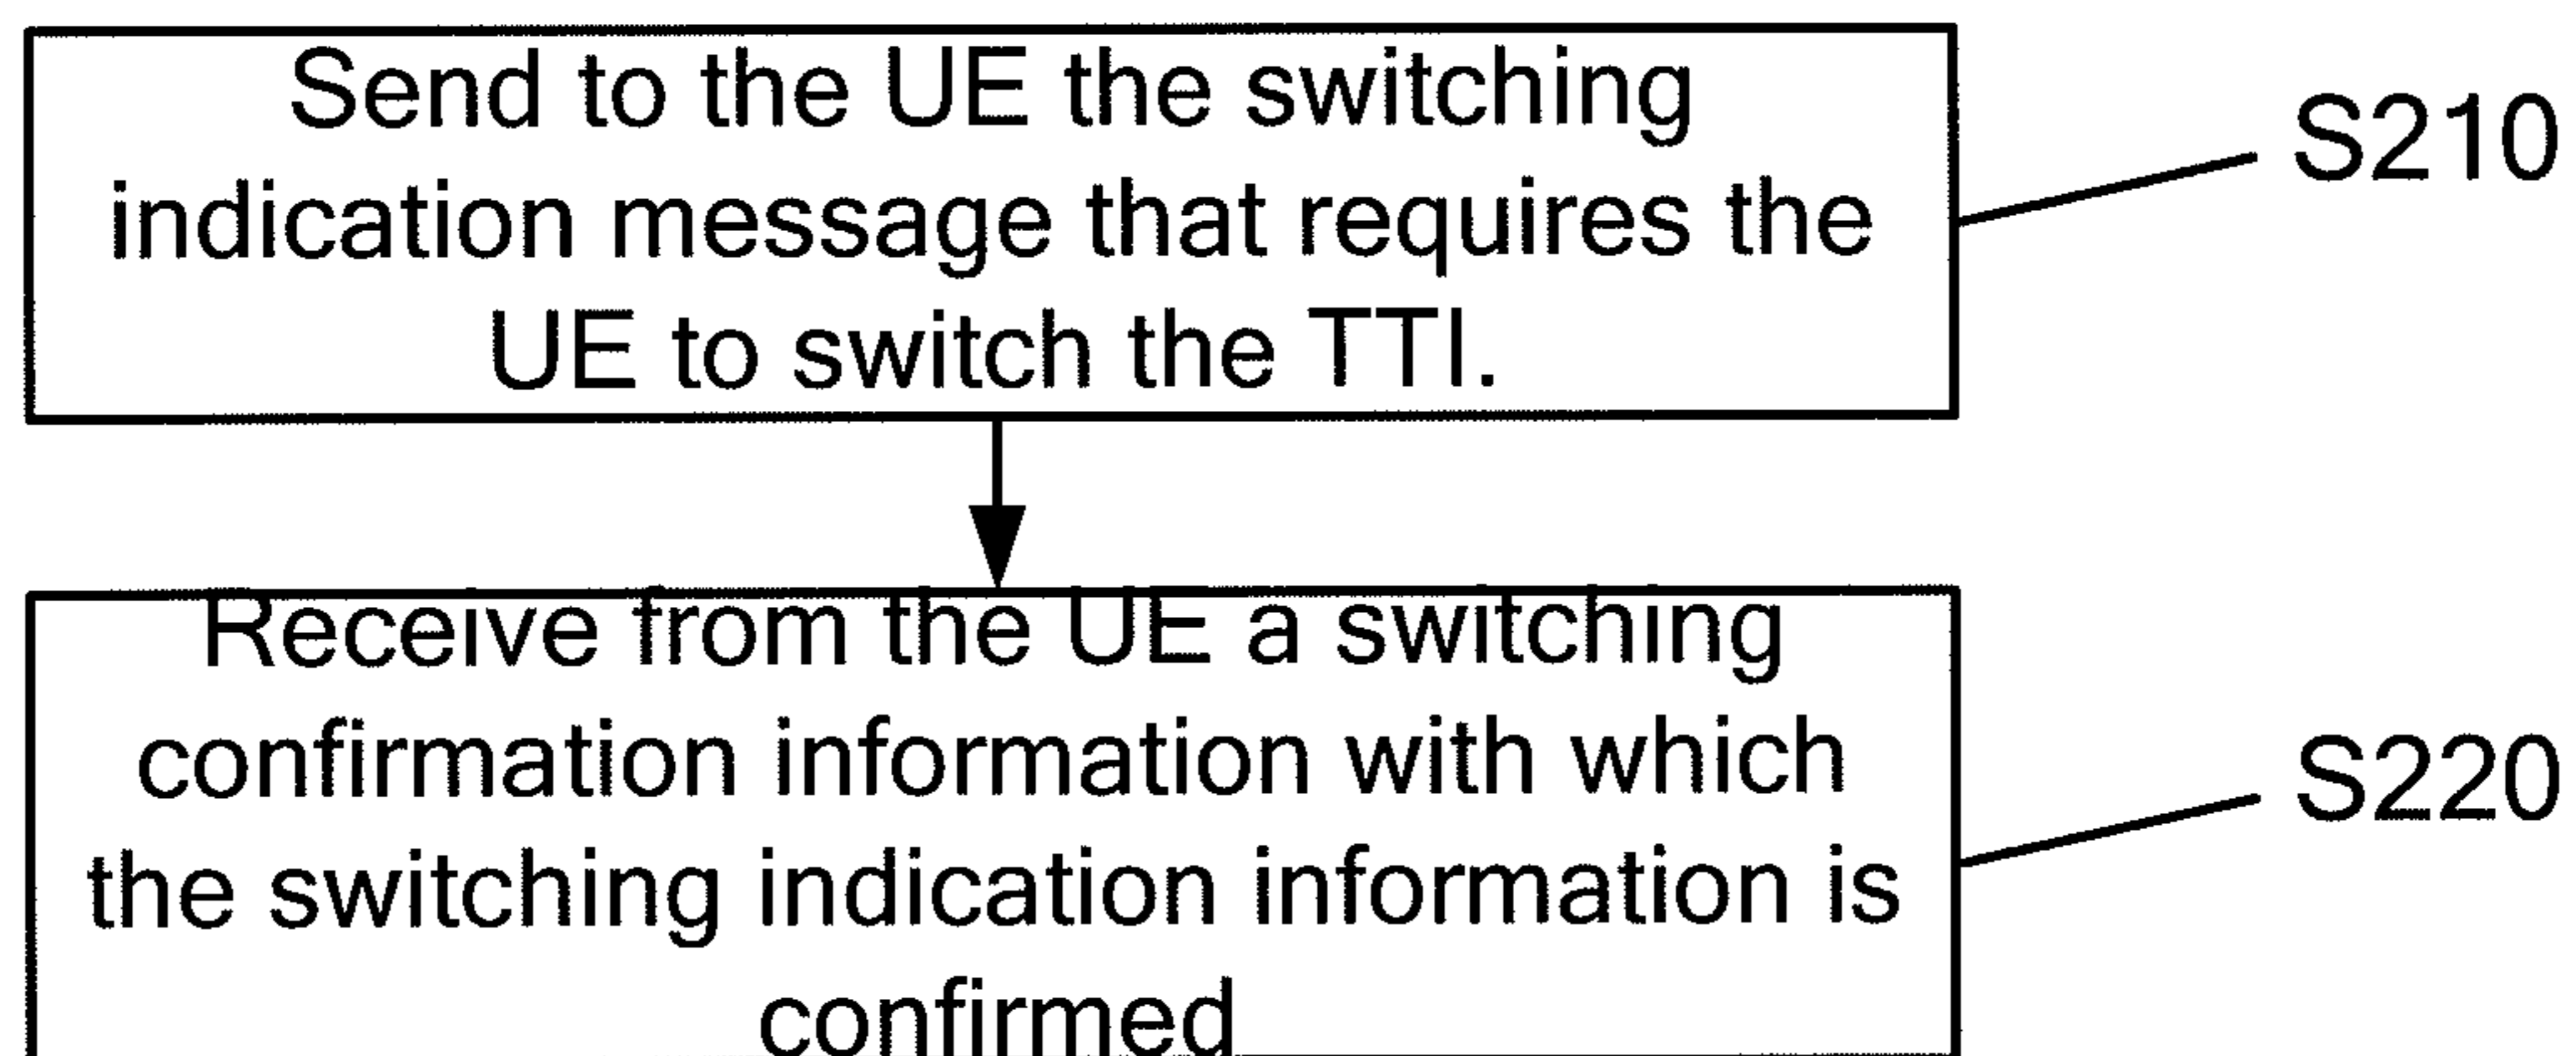 Send to the UE the switching
indication message that requires the
UE to switch the TTI.
S210
Receive from the UE a switching
confirmation information with which
the switching indication information is
confirmed
S220